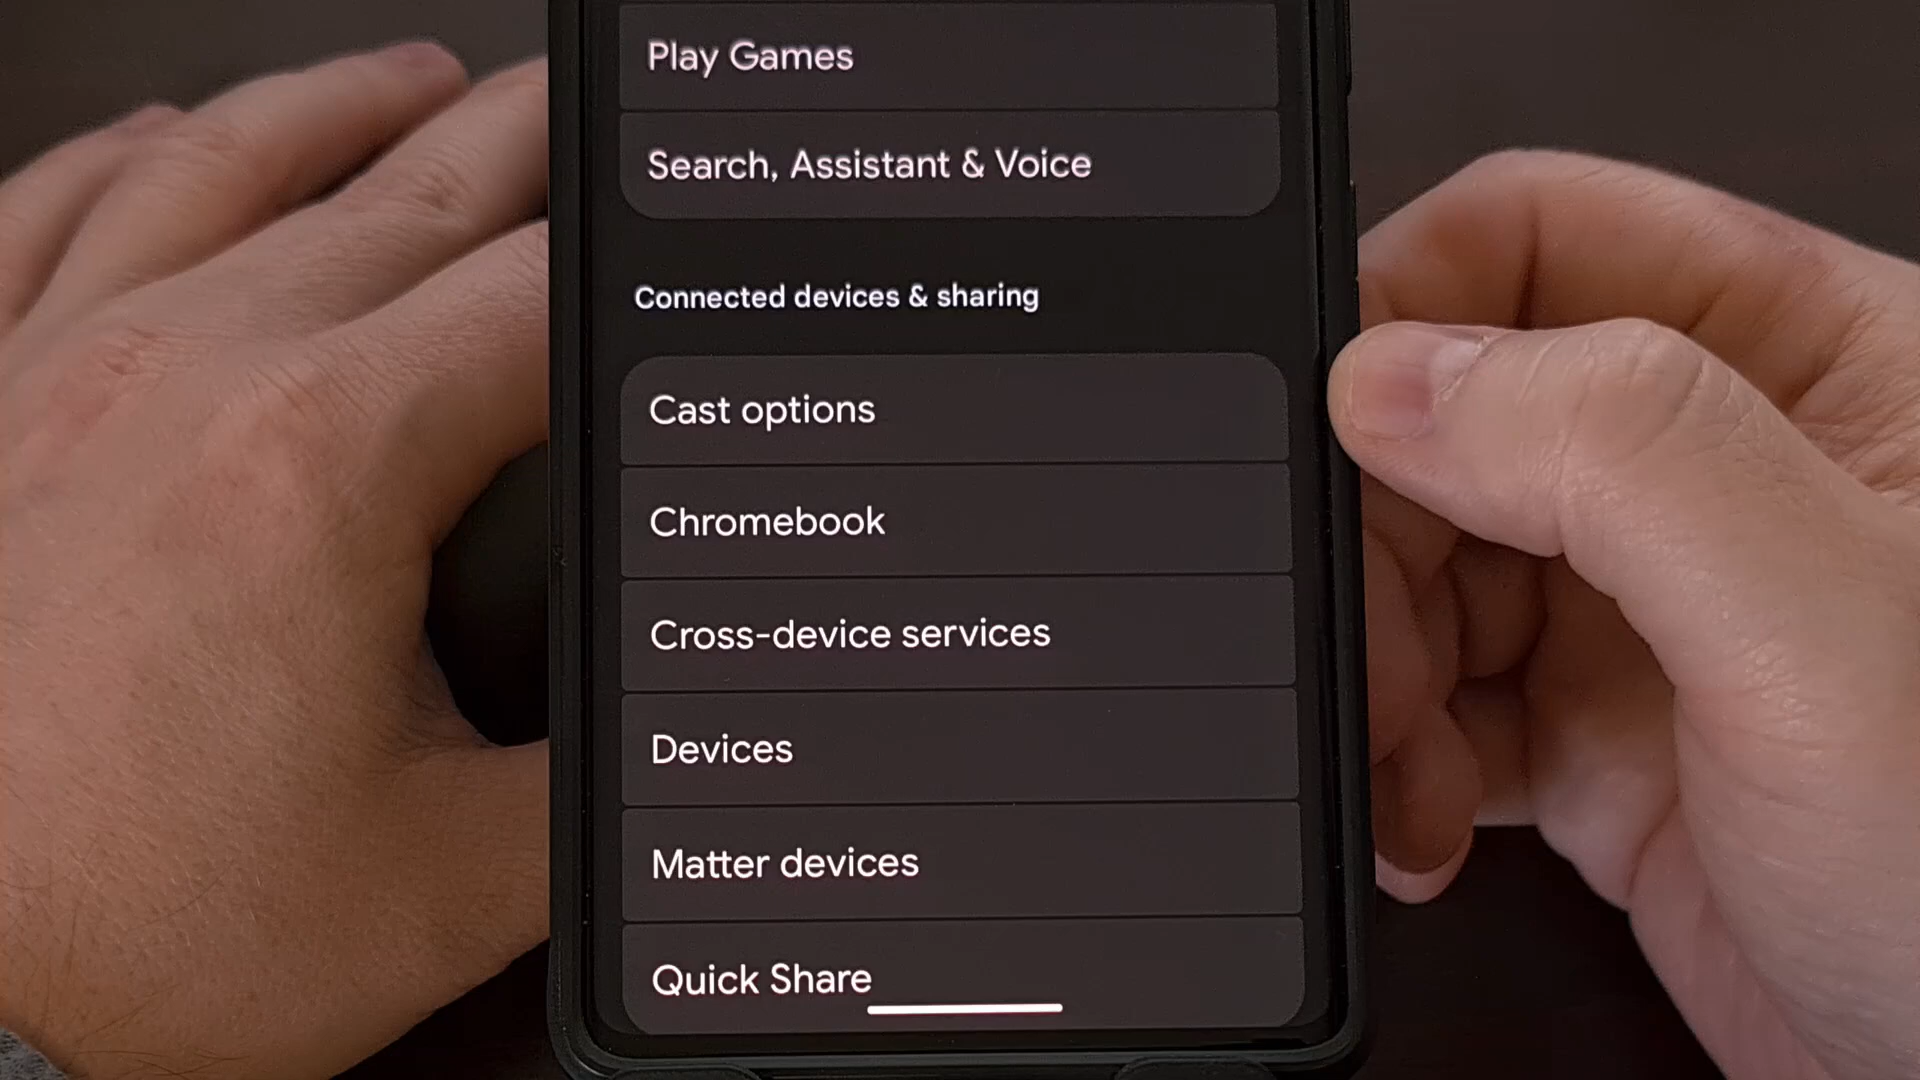 Play Games
Search, Assistant & Voice
Connected devices & sharing
Cast options
Chromebook
Cross-device services
Devices
Matter devices
Quick Share